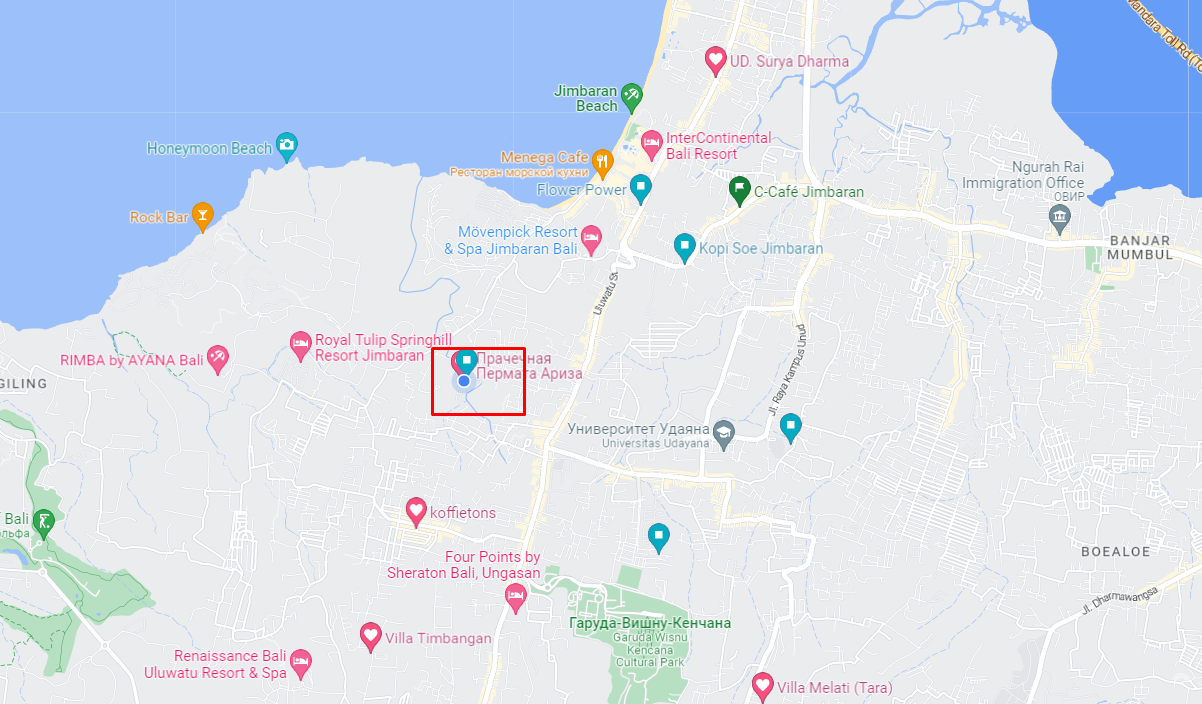 Mandara Toll Rd (To
UD. Surya Dharma
Jimbaran
Beach
InterContinental
Bali Resort
Honeymoon Beach
Menega Cafe
Ресторан морской кухни
Flower Power
C-Café Jimbaran
Ngurah Rai
Immigration Office
ОВИР
Rock Bar
Mövenpick Resort
& Spa Jimbaran Bali
Kopi Soe Jimbaran
BANJAR
MUMBUL
Uluwatu St.
Royal Tulip Springhill
Resort Jimbaran
RIMBA by AYANA Bali
Прачечная
Пермата Ариза
GILING
Jl. Raya Kampus Unud
Университет Удаяна
Universitas Udayana
koffietons
Bali
ольфа
Four Points by
Sheraton Bali, Ungasan
BOEALOE
Jl. Dharmawangsa
Гаруда-Вишну-Кенчана
Garuda Wisnu
Kencana
Cultural Park
Villa Timbangan
Renaissance Bali
Uluwatu Resort & Spa
Villa Melati (Tara)